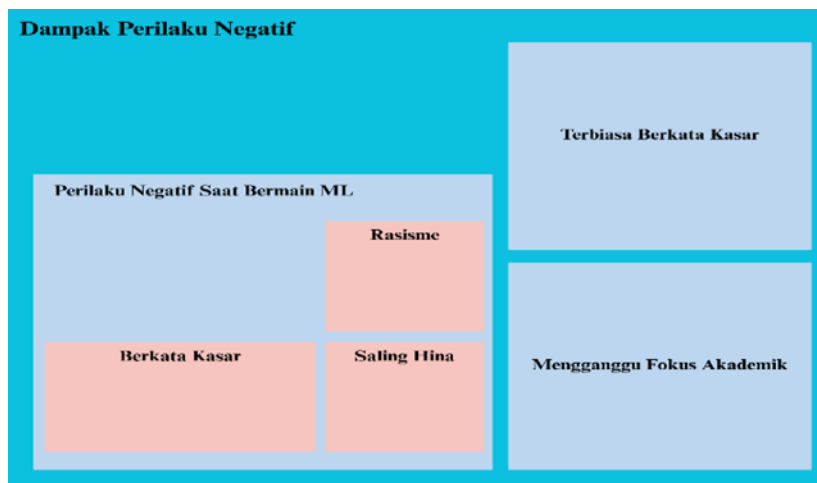 Dampak Perilaku Negatif
Terbiasa Berkata Kasar
Perilaku Negatif Saat Bermain ML
Rasisme
Berkata Kasar
Saling Hina
Mengganggu Fokus Akademik